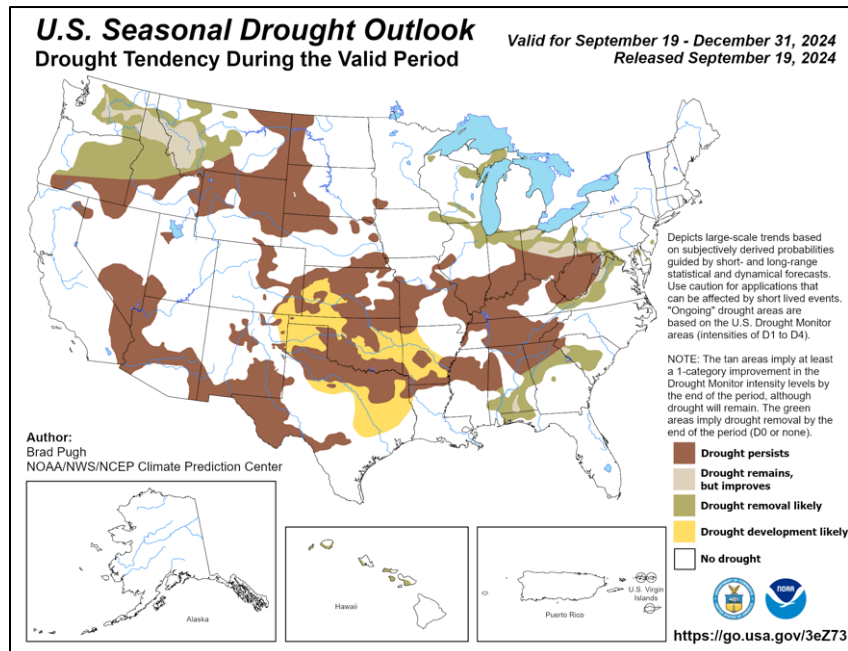 U.S. Seasonal Drought Outlook
Drought Tendency During the Valid Period
Valid for September 19 - December 31, 2024
Released September 19, 2024
Depicts large-scale trends based
on subjectively derived probabilities
guided by short- and long-range
statistical and dynamical forecasts.
Use caution for applications that
can be affected by short lived events.
"Ongoing" drought areas are
based on the U.S. Drought Monitor
areas (intensities of D1 to D4).
NOTE: The tan areas imply at least
a 1-category improvement in the
Drought Monitor intensity levels by
the end of the period, although
drought will remain. The green
areas imply drought removal by the
end of the period (D0 or none).
Author:
Brad Pugh
NOAA/NWS/NCEP Climate Prediction Center
Drought persists
Drought remains,
but improves
Drought removal likely
Drought development likely
No drought
Alaska
Hawaii
Puerto Rico
U.S. Virgin
Islands
NOAA
https://go.usa.gov/3eZ73